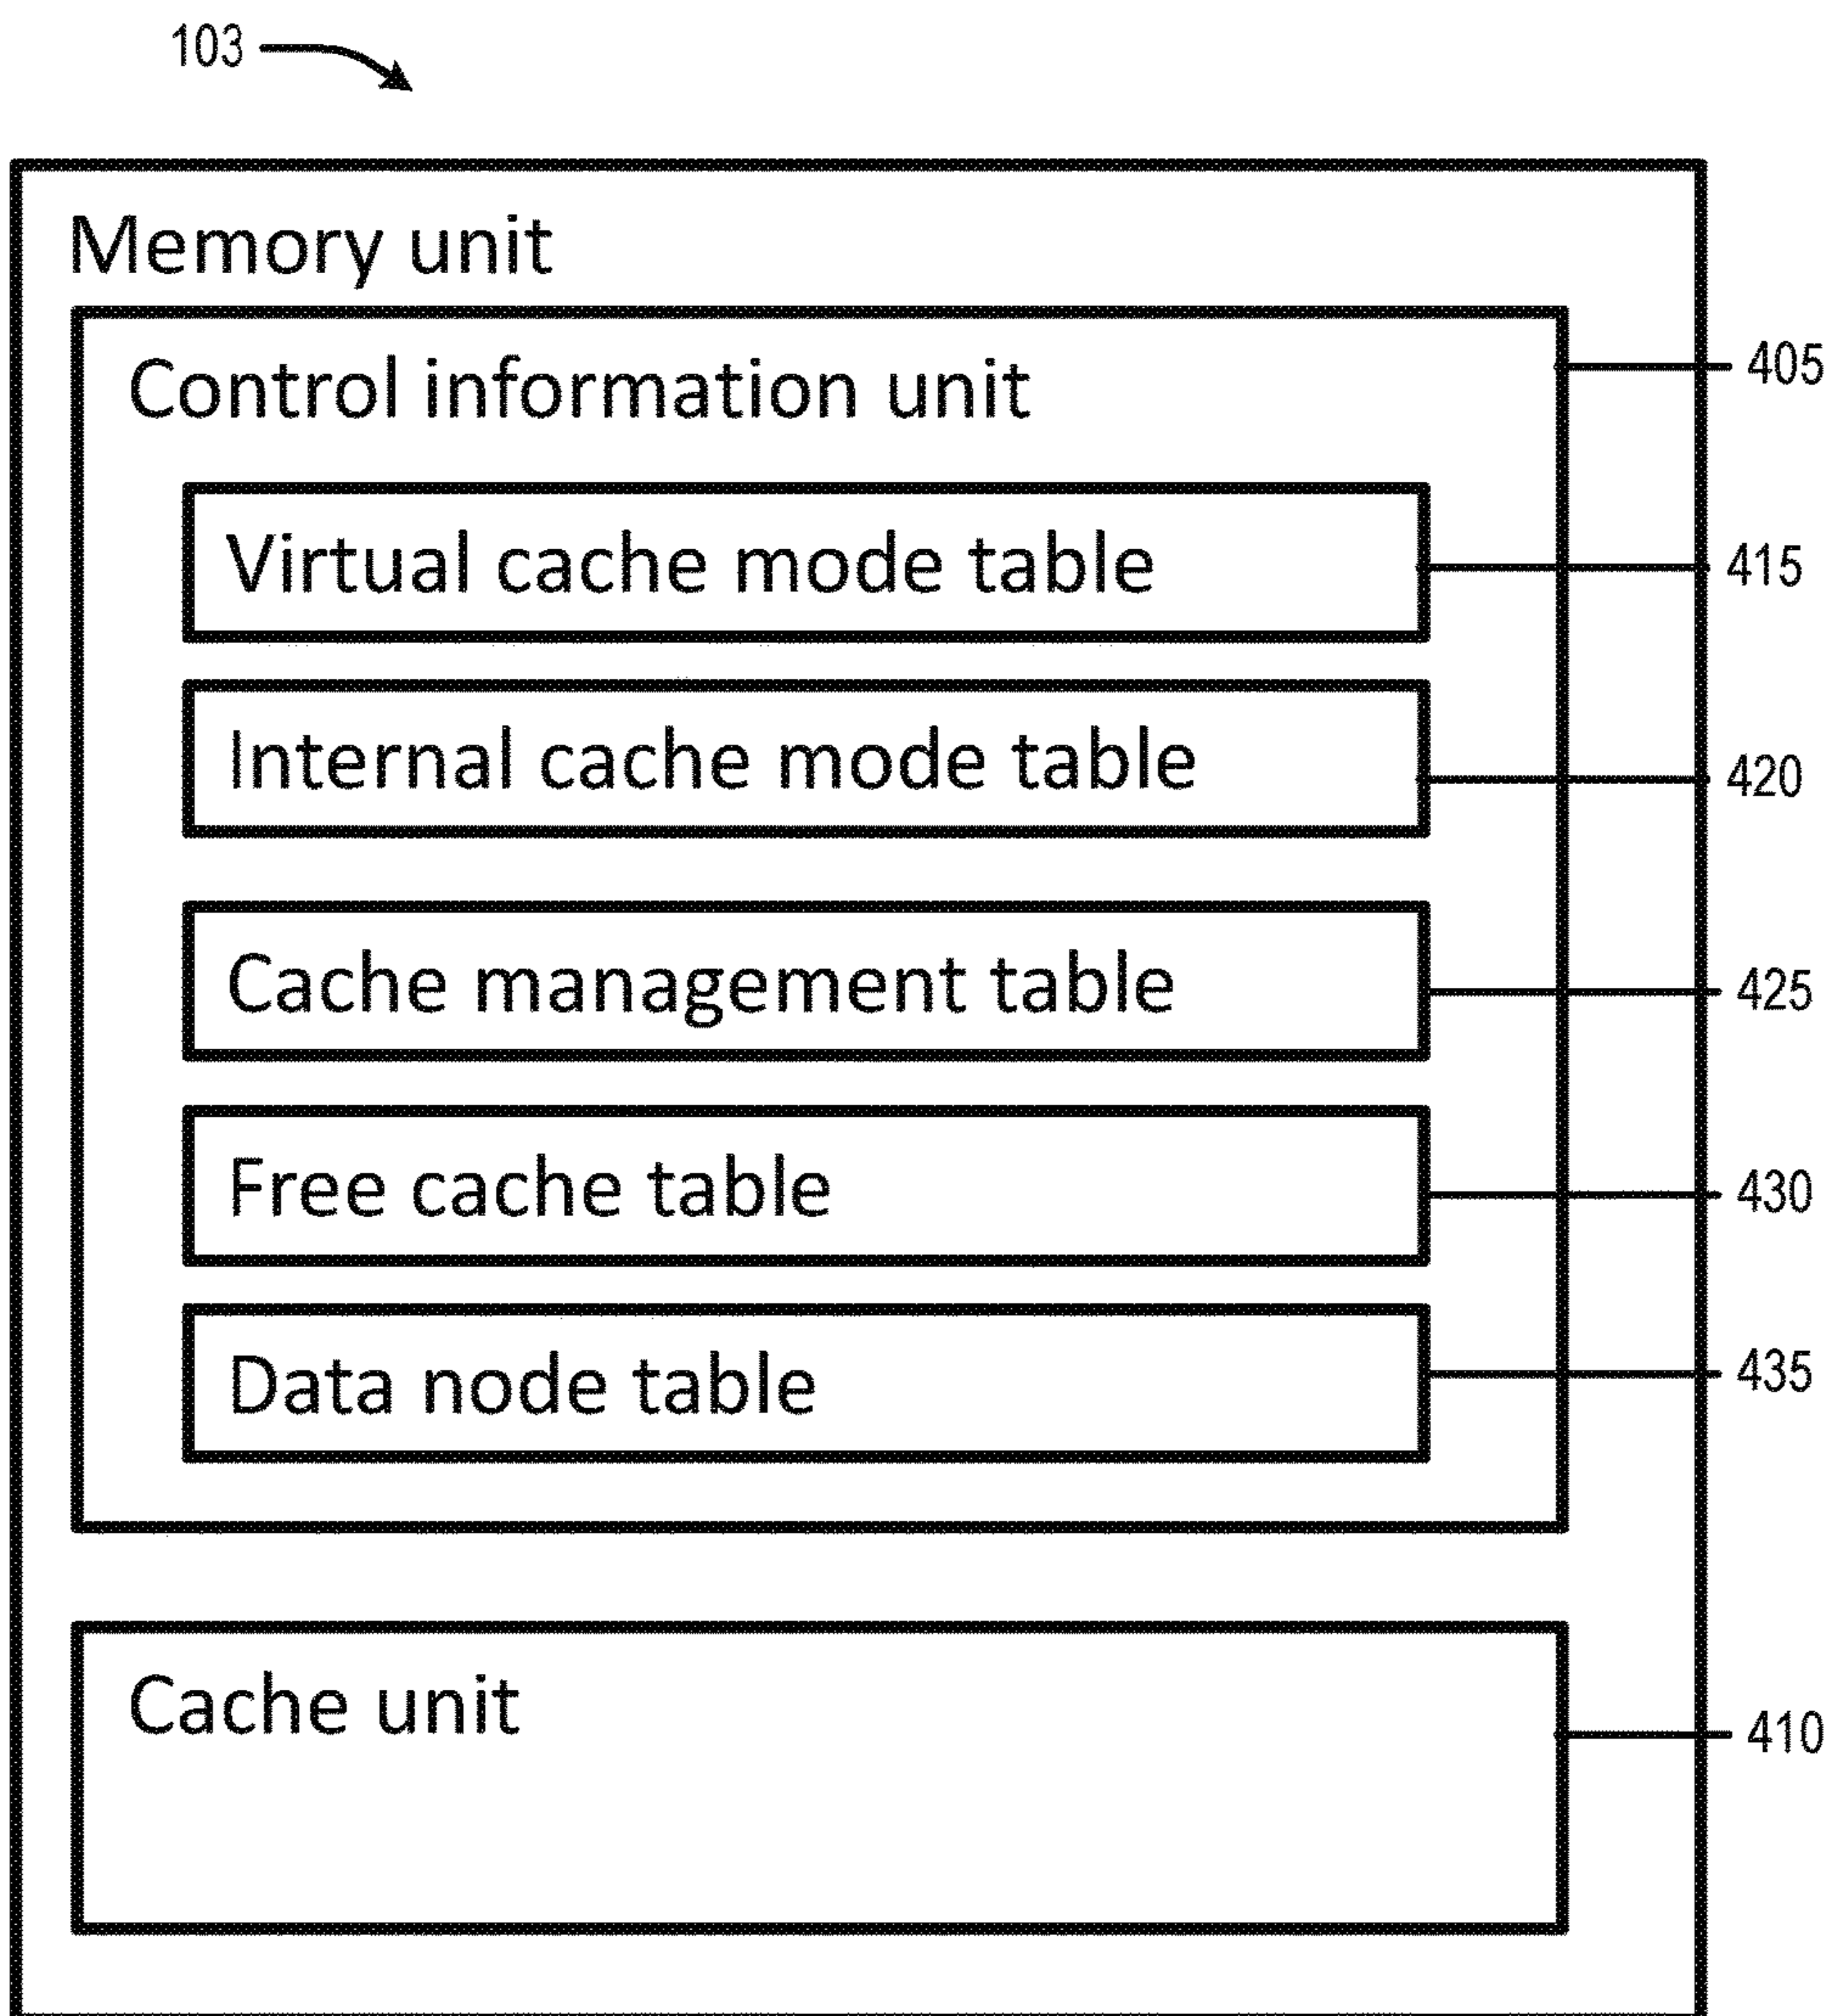 103
Memory unit
Control information unit
405
Virtual cache mode table
415
Internal cache mode table
420
Cache management table
425
Free cache table
430
Data node table
435
Cache unit
410